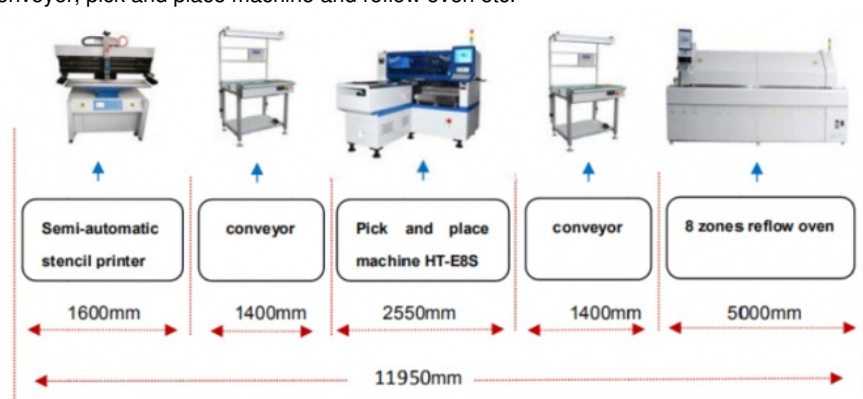 conveyor, pick and place machine and reflow oven etc.
Semi-automatic
stencil printer
conveyor
Pick and place
machine HT-E8S
conveyor
8 zones reflow oven
1600mm
1400mm
2550mm
1400mm
5000mm
11950mm